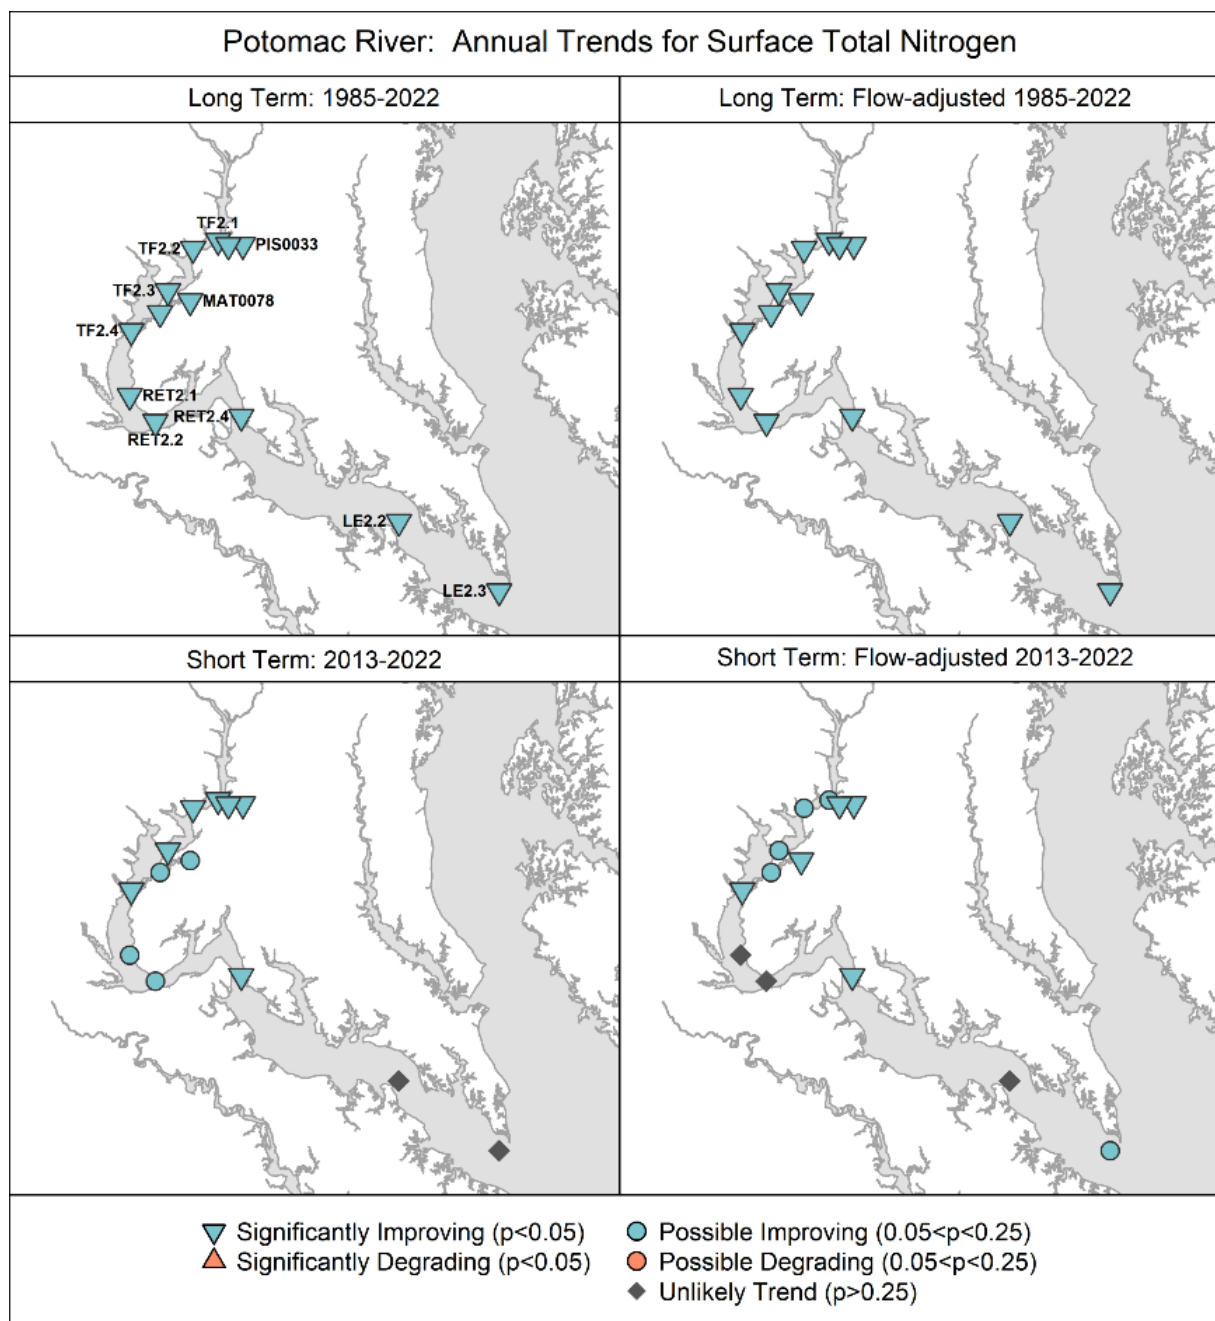 Potomac River: Annual Trends for Surface Total Nitrogen
Long Term: 1985-2022
Long Term: Flow-adjusted 1985-2022
TF2.1
TF2.2
PIS0033
TF2.3
MAT0078
TF2.4
RET2.1
RET2.4
RET2.2
LE2.2
LE2.3
Short Term: 2013-2022
Short Term: Flow-adjusted 2013-2022
Significantly Improving (p<0.05)
Possible Improving (0.05<p<0.25)
Significantly Degrading (p<0.05)
Possible Degrading (0.05<p<0.25)
Unlikely Trend (p>0.25)